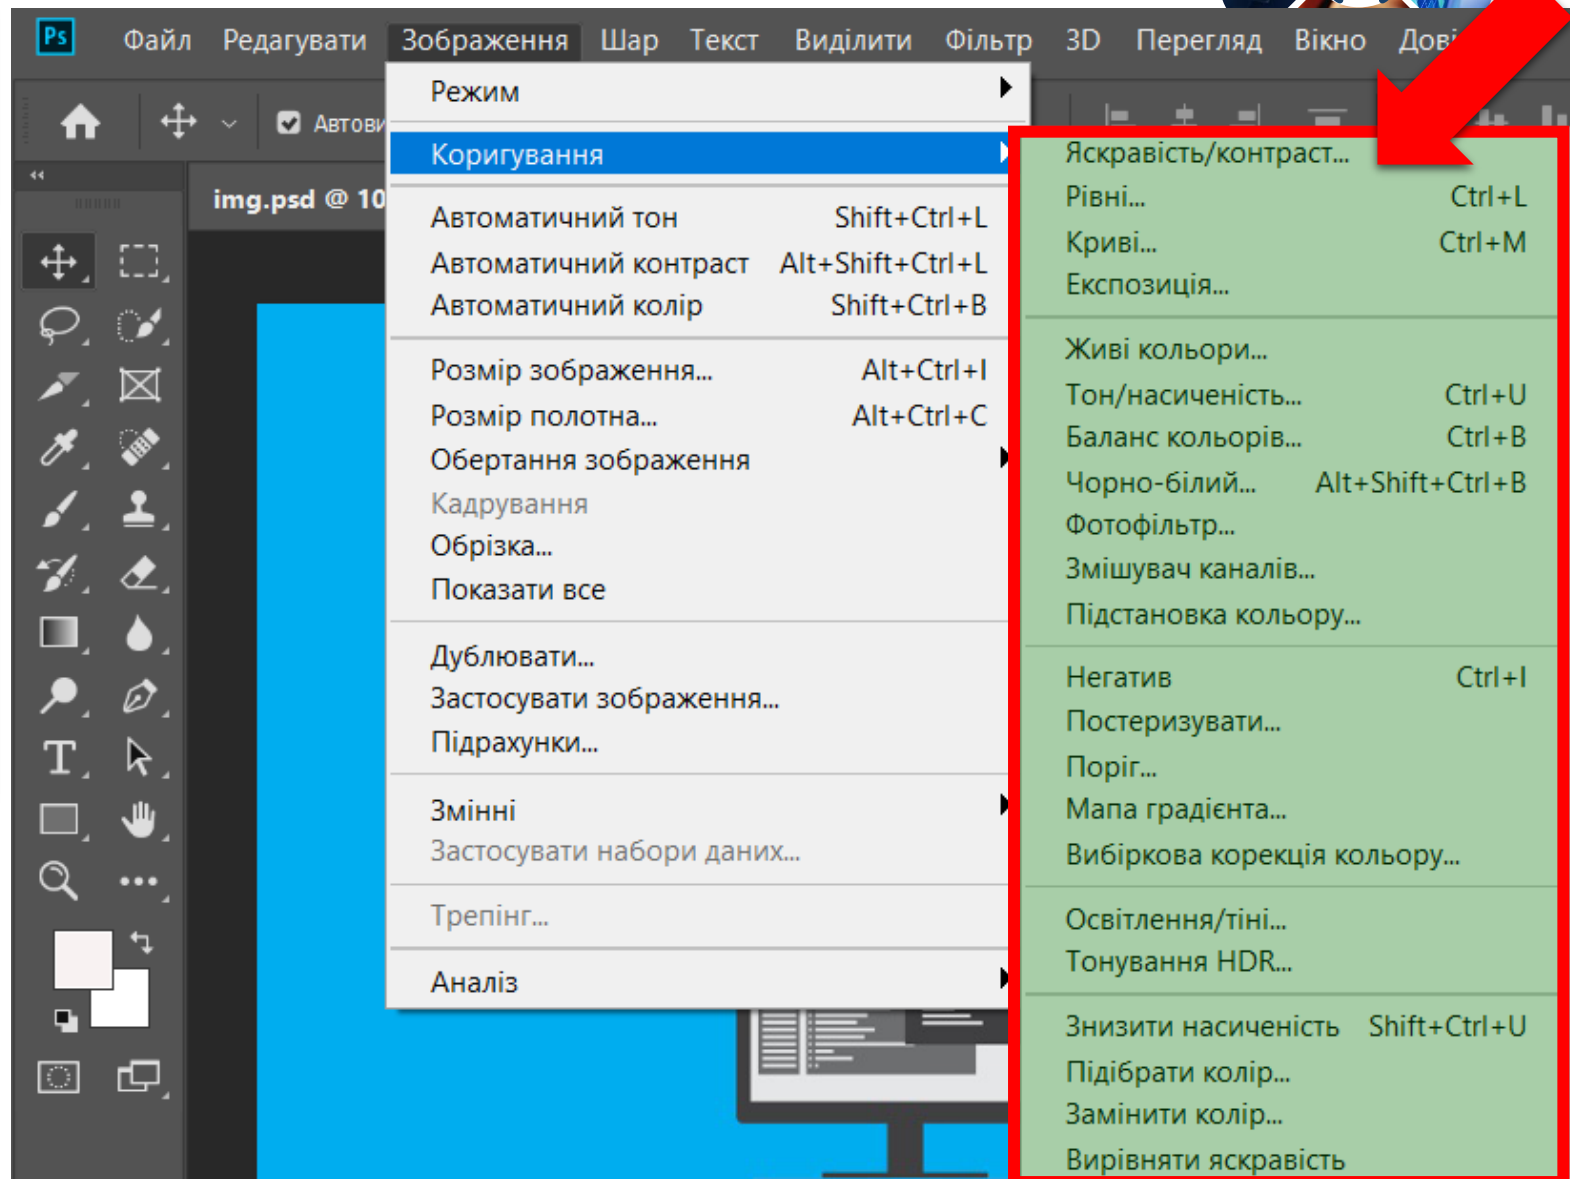 Ps Файл Редагувати Зображення Шар Текст Виділити Фільтр 3D Перегляд Вікно
img.psd @ 10
Режим
Коригування
Автоматичний тон Shift+Ctrl+L
Автоматичний контраст Alt+Shift+Ctrl+L
Автоматичний колір Shift+Ctrl+B
Розмір зображення... Alt+Ctrl+I
Розмір полотна... Alt+Ctrl+C
Обертання зображення
Кадрування
Обрізка...
Показати все
Дублювати...
Застосувати зображення...
Підрахунки...
Змінні
Застосувати набори даних...
Трепінг...
Аналіз
Яскравість/контраст...
Рівні... Ctrl+L
Криві... Ctrl+M
Експозиція...
Живі кольори...
Тон/насиченість... Ctrl+U
Баланс кольорів... Ctrl+B
Чорно-білий... Alt+Shift+Ctrl+B
Фотофільтр...
Змішувач каналів...
Підстановка кольору...
Негатив Ctrl+I
Постеризувати...
Поріг...
Мапа градієнта...
Вибіркова корекція кольору...
Освітлення/тіні...
Тонування HDR...
Знизити насиченість Shift+Ctrl+U
Підібрати колір...
Замінити колір...
Вирівняти яскравість